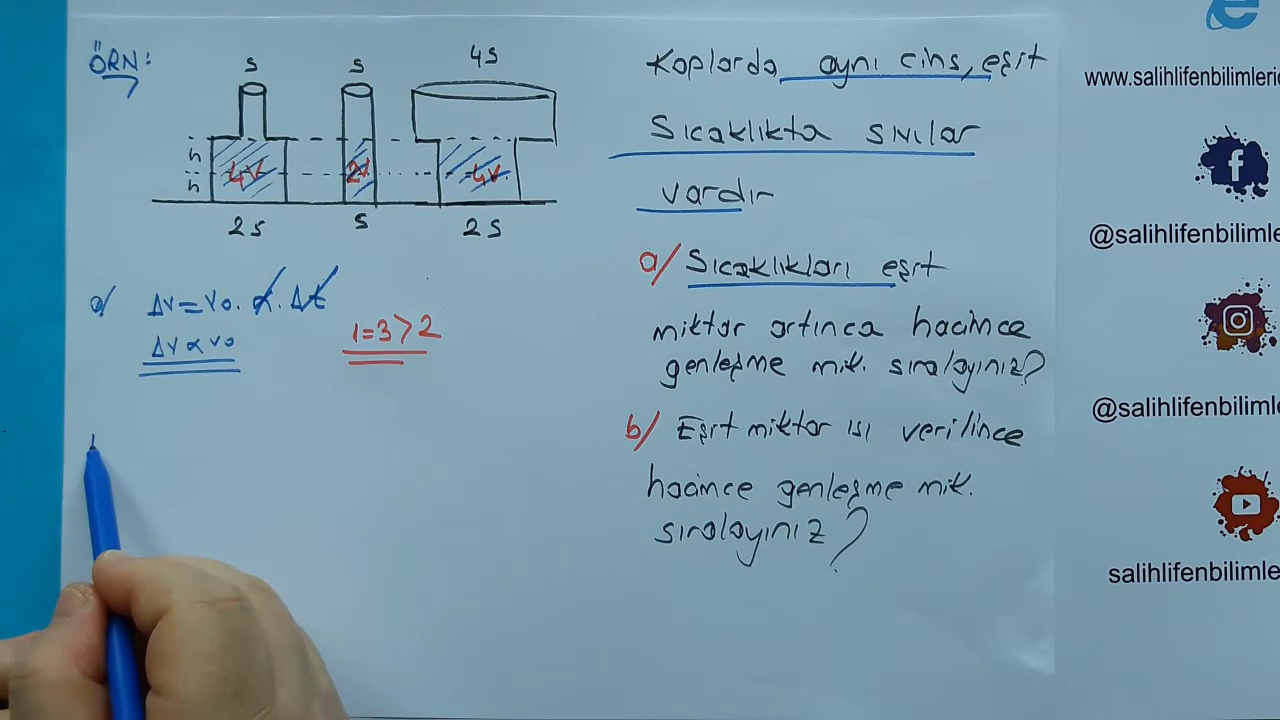 ÖRN:
S
S
4S
h
h
4V
2V
4V.
2S
S
2S
a/ ΔV=V0.α.Δt
ΔV∝V0
1=3>2
Kaplarda aynı cins, eşit
Sıcaklıkta sıvılar
vardır
a/ Sıcaklıkları eşit
miktar artınca hacimce
genleşme mik. sıralayınız?
b/ Eşit miktar ısı verilince
hacimce genleşme mik.
sıralayınız?
www.salihlifenbilimleri
@salihlifenbilimle
@salihlifenbilimle
salihlifenbilimle